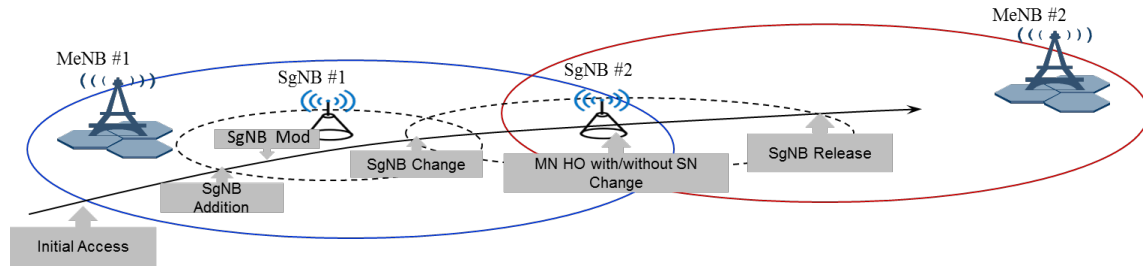 MeNB #2
MeNB #1
SgNB #1
SgNB #2
SgNB Mod
SgNB Change
MN HO with/without SN
Change
SgNB Release
SgNB
Addition
Initial Access